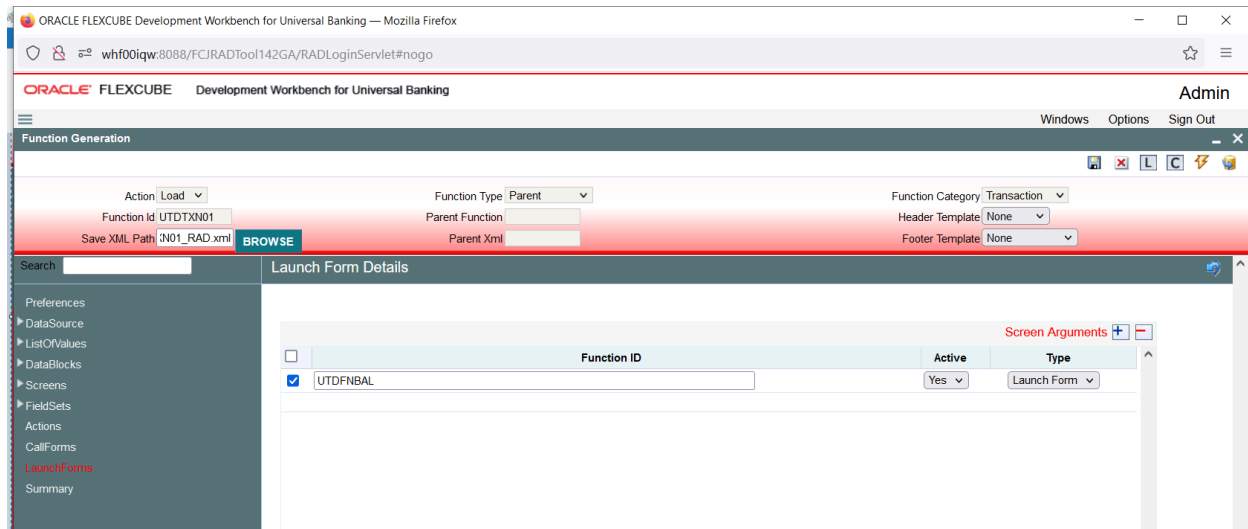 ORACLE FLEXCUBE Development Workbench for Universal Banking — Mozilla Firefox
whf00iqw:8088/FCJRADTool142GA/RADLoginServlet#nogo
ORACLE FLEXCUBE Development Workbench for Universal Banking Admin
Windows Options Sign Out
Function Generation
L C
Action Load Function Type Parent Function Category Transaction
Function Id UTDTXN01 Parent Function Header Template None
Save XML Path N01_RAD.xml BROWSE Parent Xml Footer Template None
Search Launch Form Details
Preferences
DataSource
Screen Arguments
ListOfValues
Function ID Active Type
DataBlocks
UTDFNBAL Yes Launch Form
Screens
FieldSets
Actions
CallForms
LaunchForms
Summary